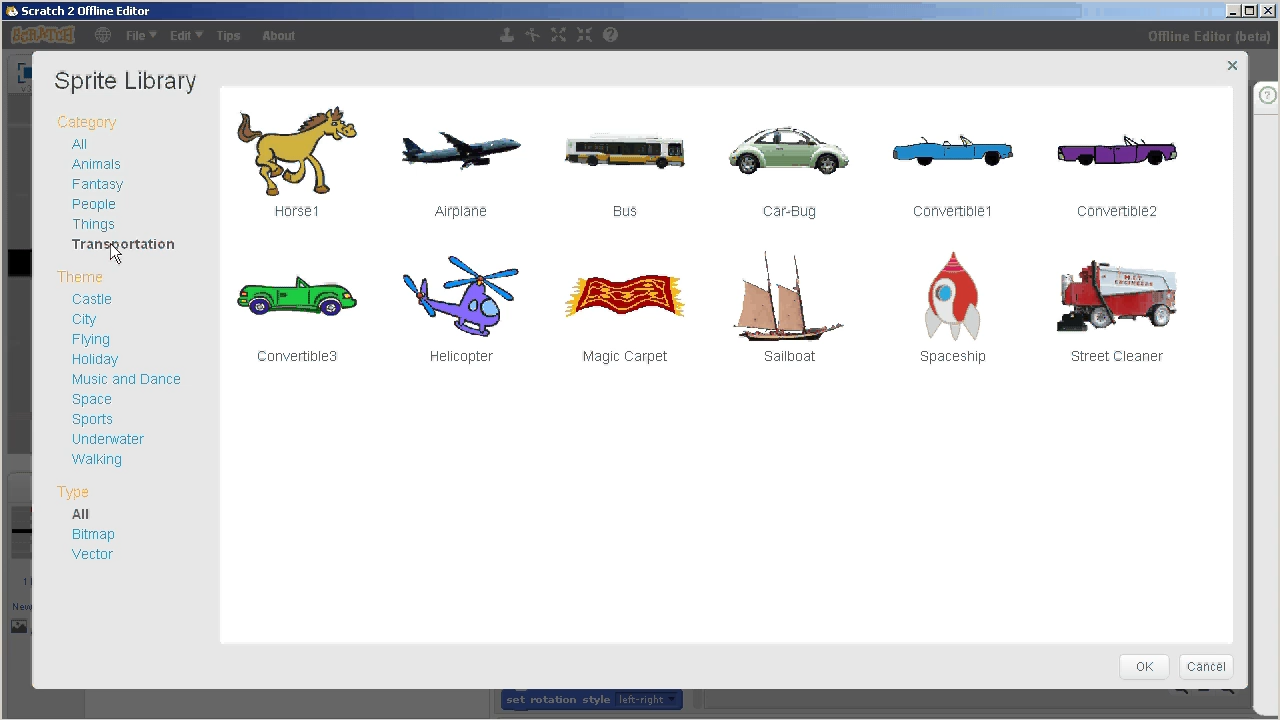 Scratch 2 Offline Editor
SCRATCH File Edit Tips About Offline Editor (beta)
Sprite Library
Category
All
Animals
Fantasy
People
Things
Transportation
Theme
Castle
City
Flying
Holiday
Music and Dance
Space
Sports
Underwater
Walking
Type
All
Bitmap
Vector
Horse1 Airplane Bus Car-Bug Convertible1 Convertible2
Convertible3 Helicopter Magic Carpet Sailboat Spaceship Street Cleaner
OK Cancel
New
set rotation style left-right